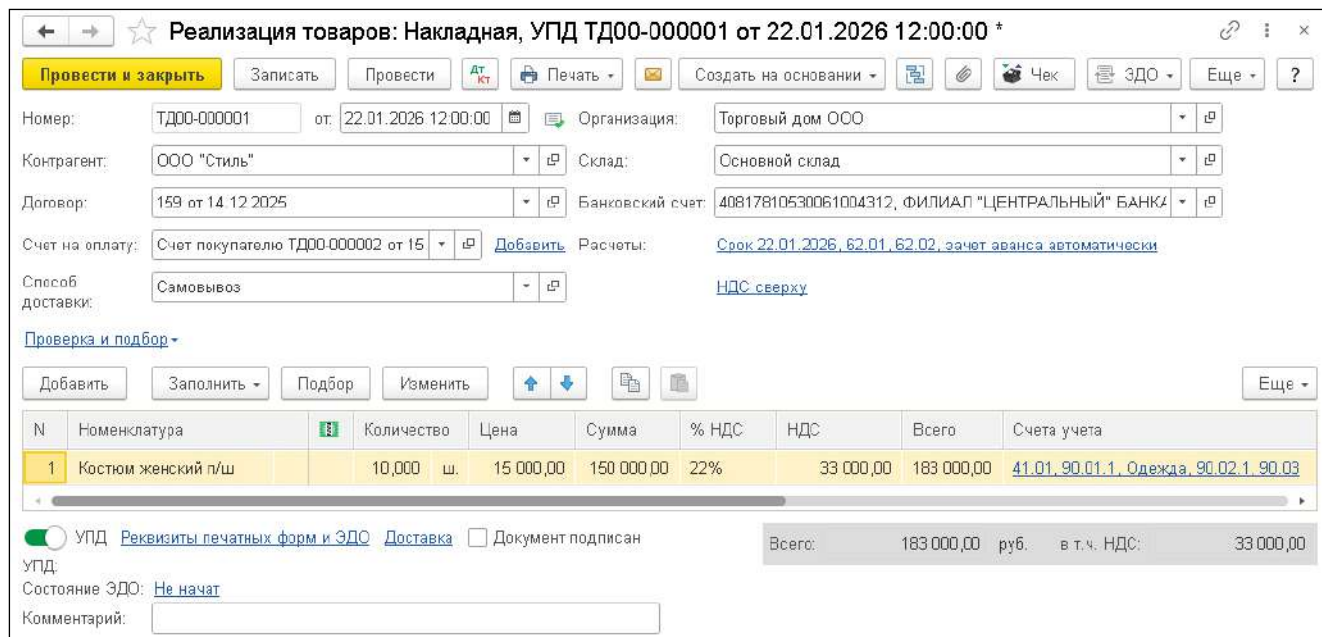 Реализация товаров: Накладная, УПД ТД00-000001 от 22.01.2026 12:00:00 *
Провести и закрыть Записать Провести Дт Кт Печать Создать на основании Чек ЭДО Еще ?
Номер: ТД00-000001 от: 22.01.2026 12:00:00 Организация: Торговый дом ООО
Контрагент: ООО "Стиль" Склад: Основной склад
Договор: 159 от 14.12.2025 Банковский счет: 40817810530061004312, ФИЛИАЛ "ЦЕНТРАЛЬНЫЙ" БАНКА
Счет на оплату: Счет покупателю ТД00-000002 от 15 Добавить Расчеты: Срок 22.01.2026, 62.01, 62.02, зачет аванса автоматически
Способ доставки: Самовывоз НДС сверху
Проверка и подбор
Добавить Заполнить Подбор Изменить Еще
N Номенклатура Количество Цена Сумма % НДС НДС Всего Счета учета
1 Костюм женский п/ш 10,000 ш. 15 000,00 150 000,00 22% 33 000,00 183 000,00 41.01, 90.01.1, Одежда, 90.02.1, 90.03
УПД Реквизиты печатных форм и ЭДО Доставка Документ подписан Всего: 183 000,00 руб. в т.ч. НДС: 33 000,00
УПД:
Состояние ЭДО: Не начат
Комментарий: